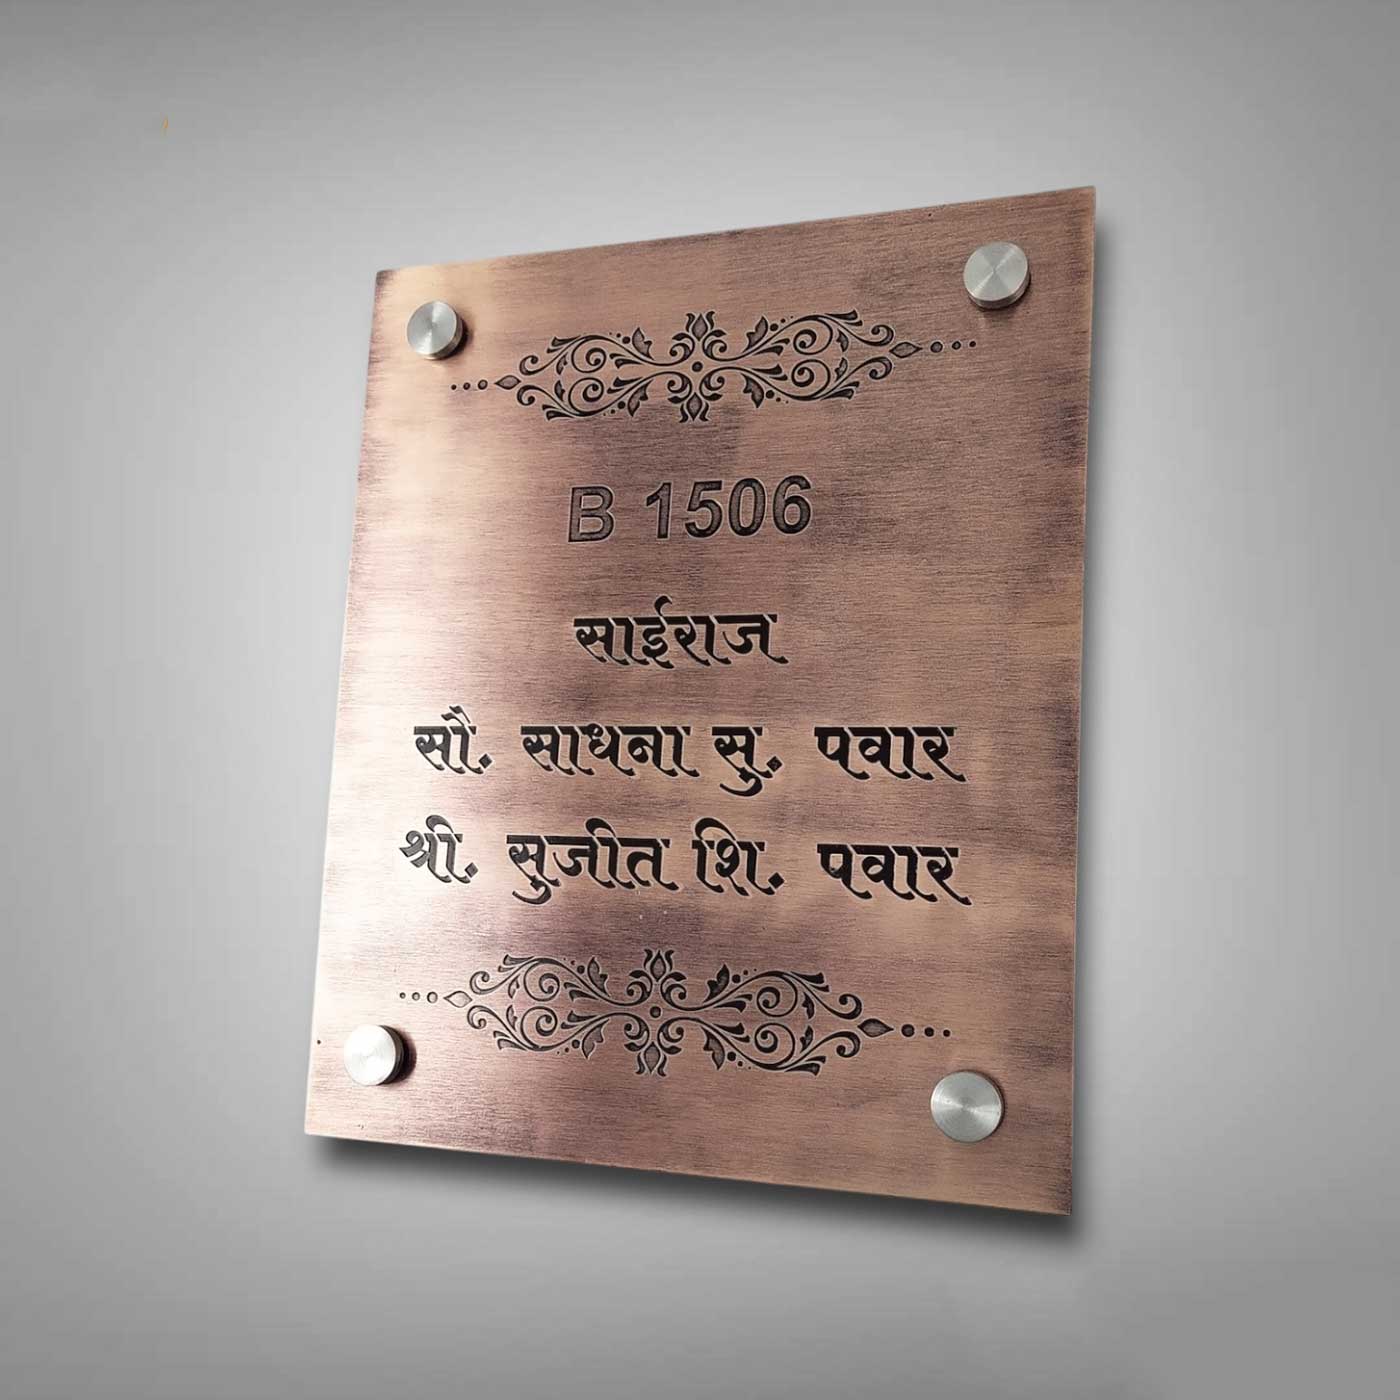 B 1506
साईराज
सौ. साधना सु. पवार
श्री. सुजीत शि. पवार